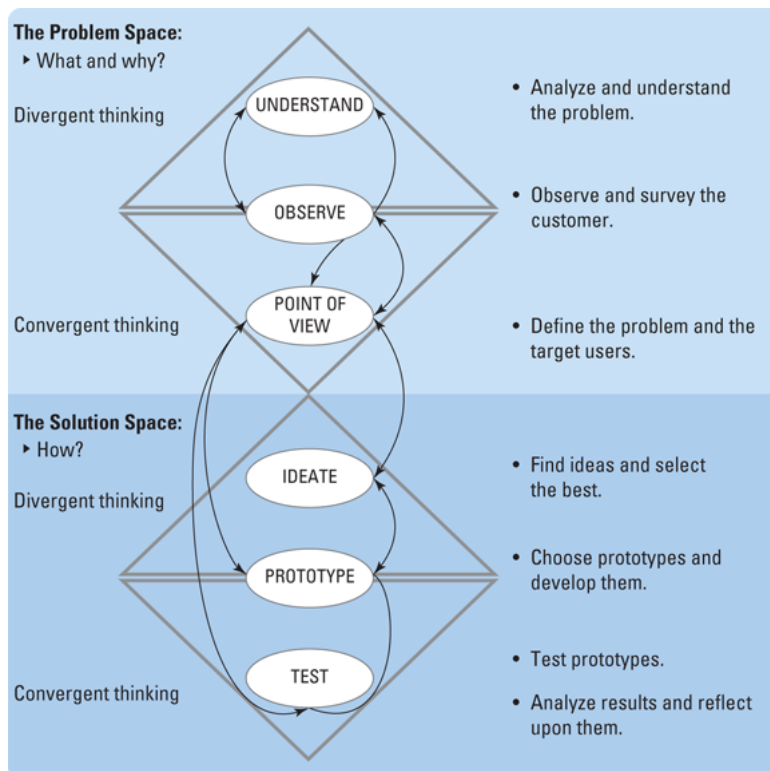 The Problem Space:
▸ What and why?
Divergent thinking
UNDERSTAND
• Analyze and understand
the problem.
OBSERVE
• Observe and survey the
customer.
POINT OF
VIEW
Convergent thinking
• Define the problem and the
target users.
The Solution Space:
▸ How?
Divergent thinking
IDEATE
• Find ideas and select
the best.
PROTOTYPE
• Choose prototypes and
develop them.
TEST
Convergent thinking
• Test prototypes.
• Analyze results and reflect
upon them.